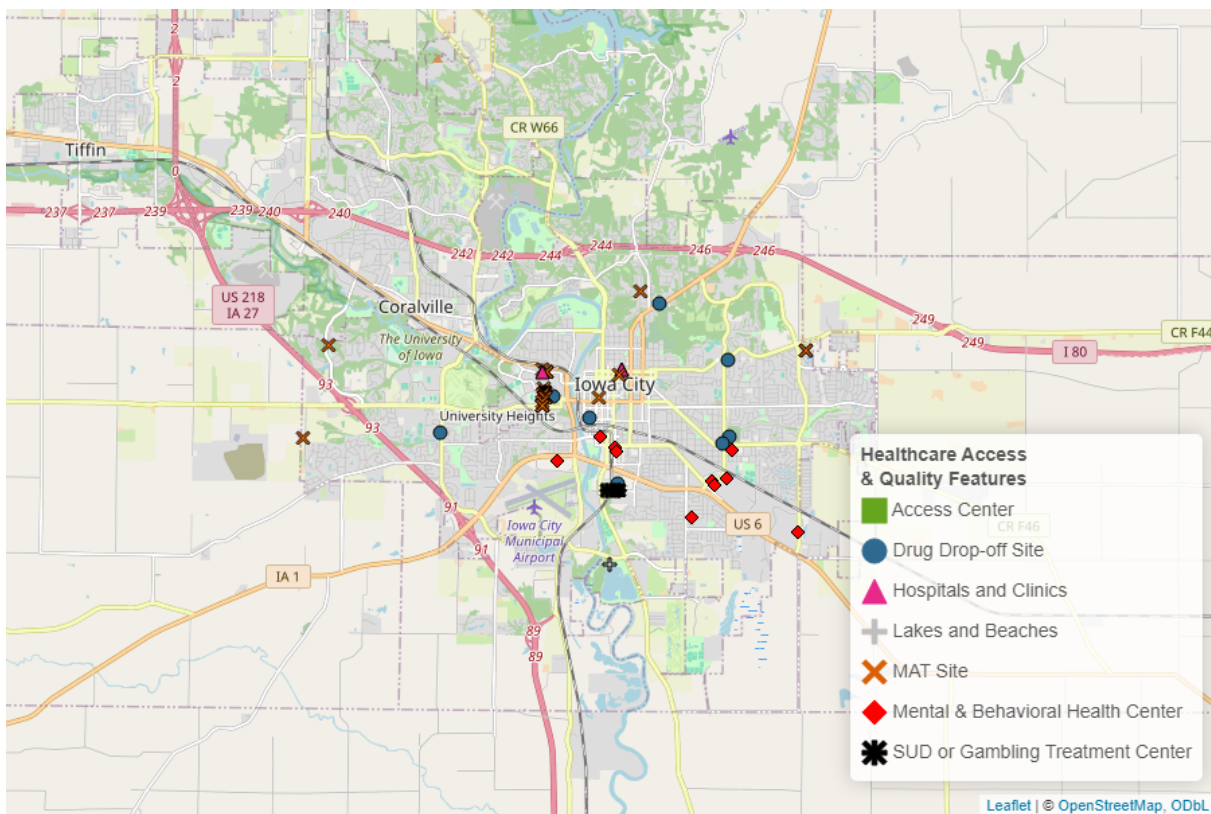 2
2
CR W66
Tiffin
0
237
237
239
239
240
240
242
242
244
244
246
246
US 218
IA 27
Coralville
The University
of Iowa
249
249
CR F44
I 80
93
93
Iowa City
University Heights
91
91
Iowa City
Municipal
Airport
US 6
CR F46
IA 1
89
89
Healthcare Access
& Quality Features
Access Center
Drug Drop-off Site
Hospitals and Clinics
Lakes and Beaches
MAT Site
Mental & Behavioral Health Center
SUD or Gambling Treatment Center
Leaflet | © OpenStreetMap, ODbL